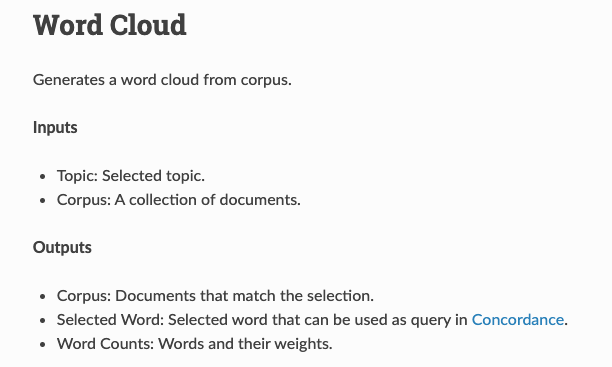 Word Cloud
Generates a word cloud from corpus.
Inputs
• Topic: Selected topic.
• Corpus: A collection of documents.
Outputs
• Corpus: Documents that match the selection.
• Selected Word: Selected word that can be used as query in Concordance.
• Word Counts: Words and their weights.